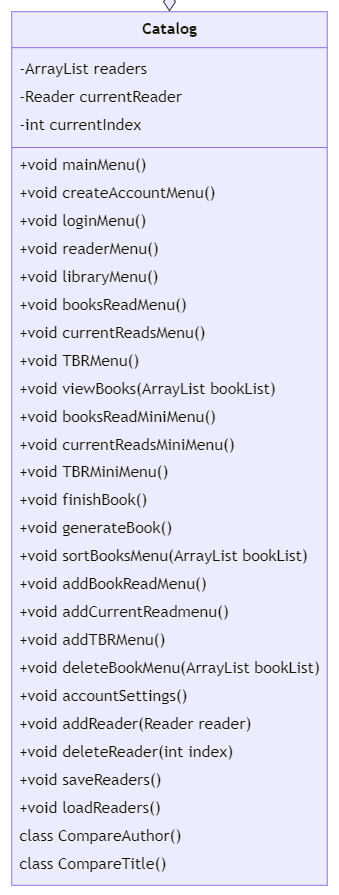 Catalog
-ArrayList readers
-Reader currentReader
-int currentIndex
+void mainMenu()
+void createAccountMenu()
+void loginMenu()
+void readerMenu()
+void libraryMenu()
+void booksReadMenu()
+void currentReadsMenu()
+void TBRMenu()
+void viewBooks(ArrayList bookList)
+void booksReadMiniMenu()
+void currentReadsMiniMenu()
+void TBRMiniMenu()
+void finishBook()
+void generateBook()
+void sortBooksMenu(ArrayList bookList)
+void addBookReadMenu()
+void addCurrentReadmenu()
+void addTBRMenu()
+void deleteBookMenu(ArrayList bookList)
+void accountSettings()
+void addReader(Reader reader)
+void deleteReader(int index)
+void saveReaders()
+void loadReaders()
class CompareAuthor()
class CompareTitle()